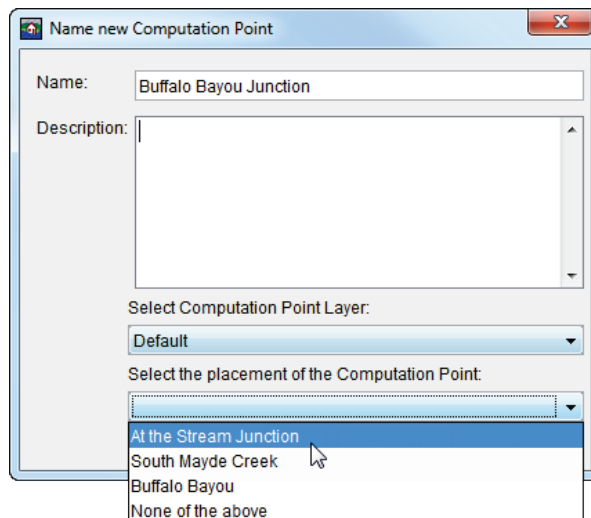 Name new Computation Point
x
Name: Buffalo Bayou Junction
Description:
Select Computation Point Layer:
Default
Select the placement of the Computation Point:
At the Stream Junction
South Mayde Creek
Buffalo Bayou
None of the above